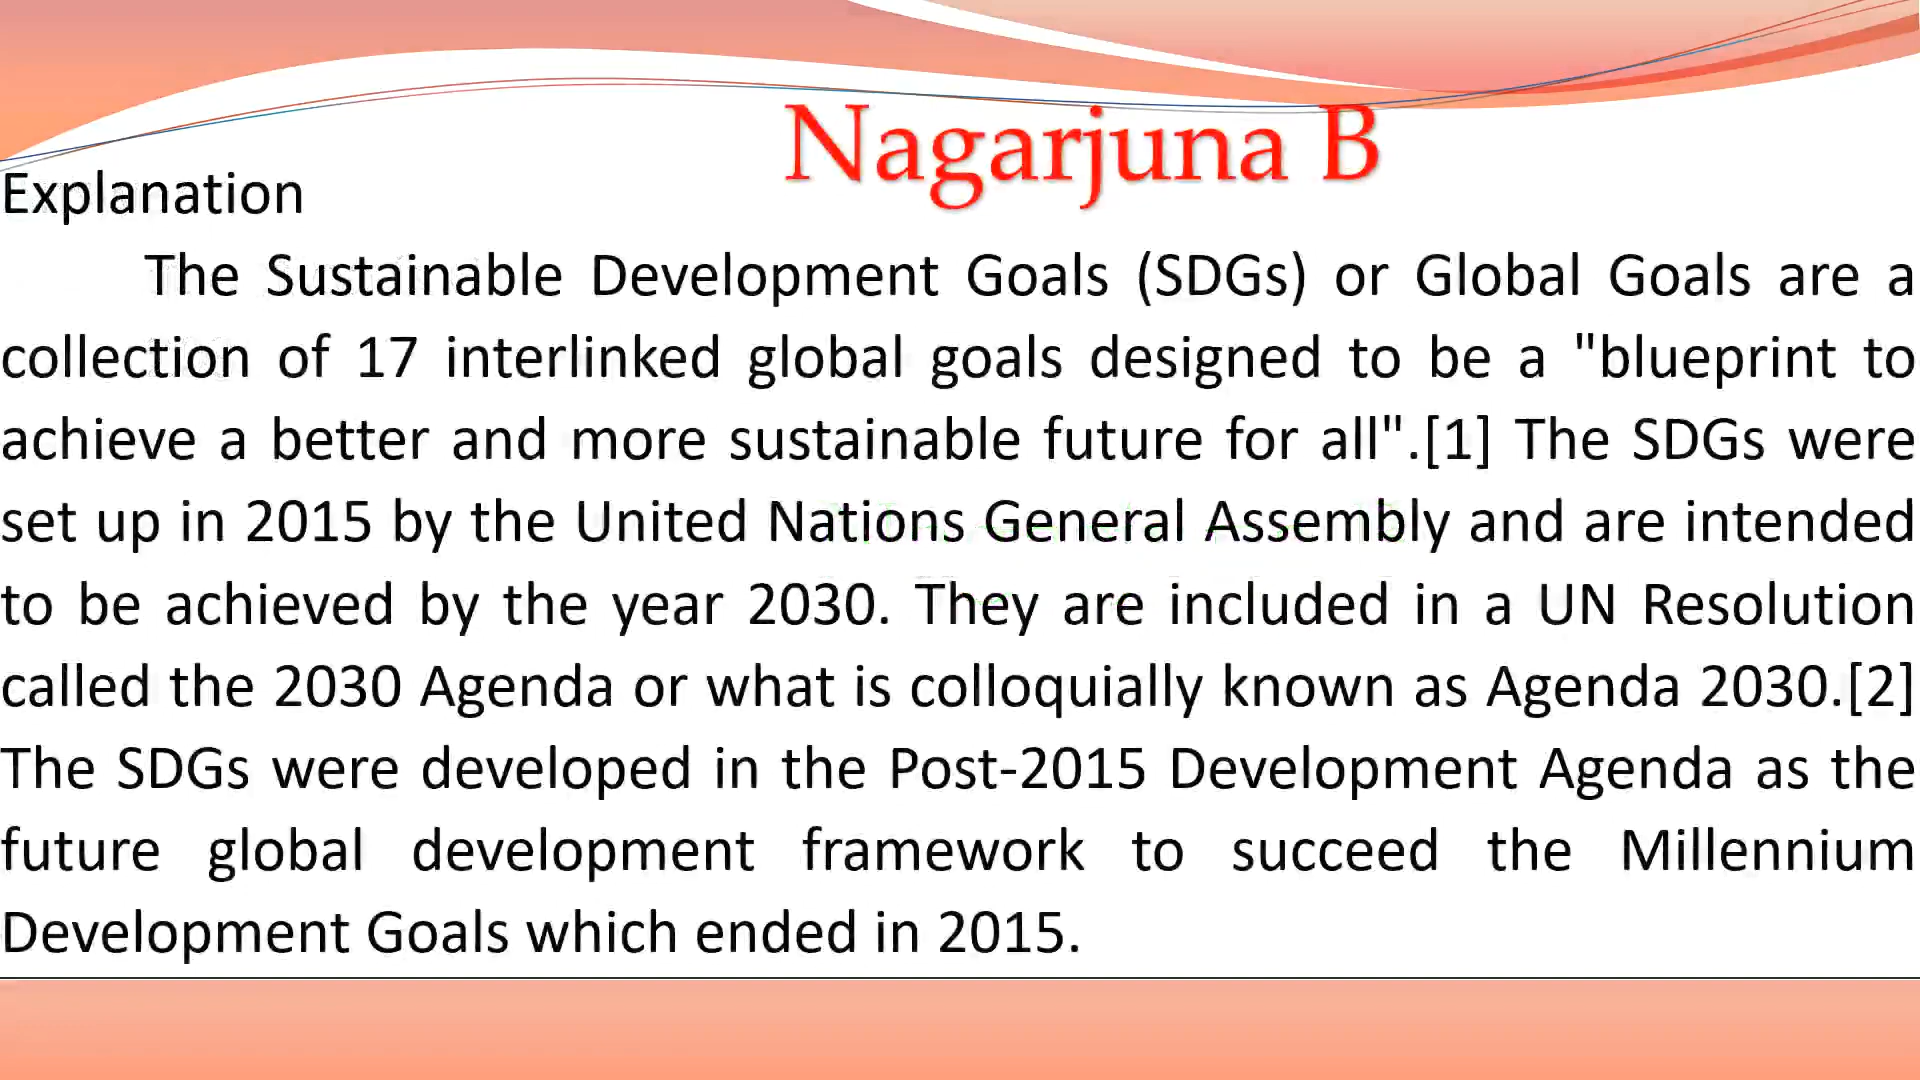 Nagarjuna B
Explanation
The Sustainable Development Goals (SDGs) or Global Goals are a
collection of 17 interlinked global goals designed to be a "blueprint to
achieve a better and more sustainable future for all".[1] The SDGs were
set up in 2015 by the United Nations General Assembly and are intended
to be achieved by the year 2030. They are included in a UN Resolution
called the 2030 Agenda or what is colloquially known as Agenda 2030.[2]
The SDGs were developed in the Post-2015 Development Agenda as the
future global development framework to succeed the Millennium
Development Goals which ended in 2015.